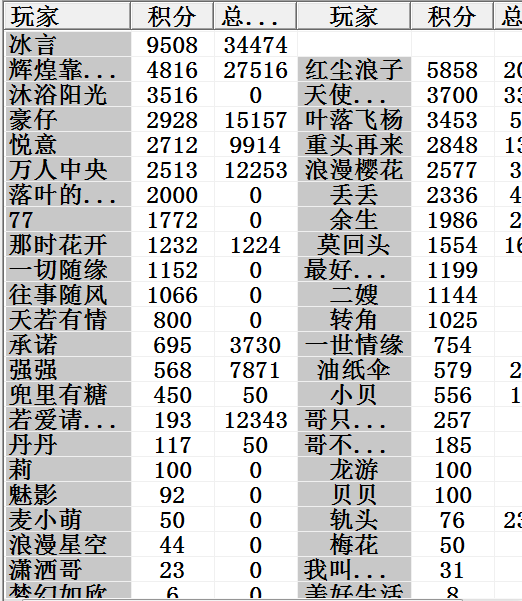 玩家 积分 总... 玩家 积分 总
冰言 9508 34474
辉煌靠... 4816 27516 红尘浪子 5858 20
沐浴阳光 3516 0 天使... 3700 33
豪仔 2928 15157 叶落飞杨 3453 5
悦意 2712 9914 重头再来 2848 13
万人中央 2513 12253 浪漫樱花 2577 3
落叶的... 2000 0 丢丢 2336 4
77 1772 0 余生 1986 2
那时花开 1232 1224 莫回头 1554 16
一切随缘 1152 0 最好... 1199
往事随风 1066 0 二嫂 1144
天若有情 800 0 转角 1025
承诺 695 3730 一世情缘 754
强强 568 7871 油纸伞 579 2
兜里有糖 450 50 小贝 556 1
若爱请... 193 12343 哥只... 257
丹丹 117 50 哥不... 185
莉 100 0 龙游 100
魅影 92 0 贝贝 100
麦小萌 50 0 轨头 76 23
浪漫星空 44 0 梅花 50
潇洒哥 23 0 我叫... 31
梦幻如欣 6 0 美好生活 8